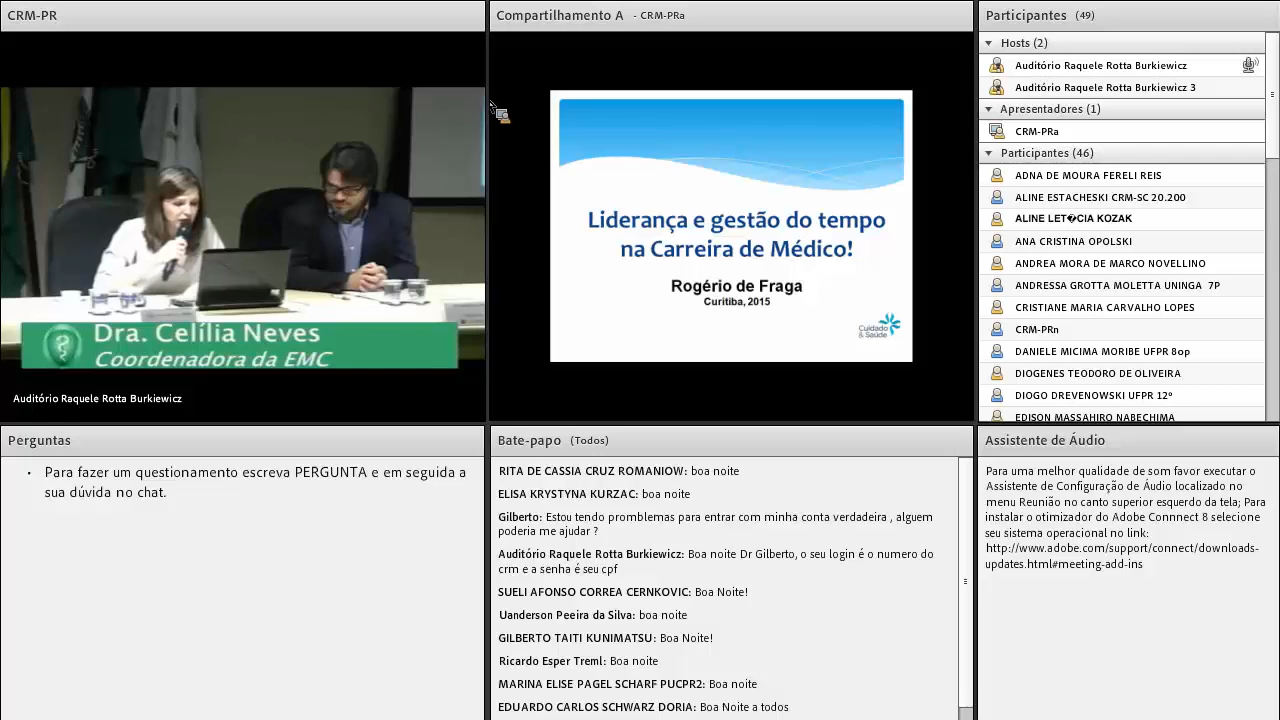 CRM-PR
Dra. Celília Neves
Coordenadora da EMC
Auditório Raquele Rotta Burkiewicz
Compartilhamento A - CRM-PRa
Liderança e gestão do tempo
na Carreira de Médico!
Rogério de Fraga
Curitiba, 2015
Cuidado
& Saúde
Participantes (49)
Hosts (2)
Auditório Raquele Rotta Burkiewicz
Auditório Raquele Rotta Burkiewicz 3
Apresentadores (1)
CRM-PRa
Participantes (46)
ADNA DE MOURA FERELI REIS
ALINE ESTACHESKI CRM-SC 20.200
ALINE LET�CIA KOZAK
ANA CRISTINA OPOLSKI
ANDREA MORA DE MARCO NOVELLINO
ANDRESSA GROTTA MOLETTA UNINGA 7P
CRISTIANE MARIA CARVALHO LOPES
CRM-PRn
DANIELE MICIMA MORIBE UFPR 8op
DIOGENES TEODORO DE OLIVEIRA
DIOGO DREVENOWSKI UFPR 12º
EDISON MASSAHIRO NABECHIMA
Perguntas
• Para fazer um questionamento escreva PERGUNTA e em seguida a
sua dúvida no chat.
Bate-papo (Todos)
RITA DE CASSIA CRUZ ROMANIOW: boa noite
ELISA KRYSTYNA KURZAC: boa noite
Gilberto: Estou tendo promblemas para entrar com minha conta verdadeira , alguem
poderia me ajudar ?
Auditório Raquele Rotta Burkiewicz: Boa noite Dr Gilberto, o seu login é o numero do
crm e a senha é seu cpf
SUELI AFONSO CORREA CERNKOVIC: Boa Noite!
Uanderson Peeira da Silva: boa noite
GILBERTO TAITI KUNIMATSU: Boa Noite!
Ricardo Esper Treml: Boa noite
MARINA ELISE PAGEL SCHARF PUCPR2: Boa noite
EDUARDO CARLOS SCHWARZ DORIA: Boa Noite a todos
Assistente de Áudio
Para uma melhor qualidade de som favor executar o
Assistente de Configuração de Áudio localizado no
menu Reunião no canto superior esquerdo da tela; Para
instalar o otimizador do Adobe Connnect 8 selecione
seu sistema operacional no link:
http://www.adobe.com/support/connect/downloads-
updates.html#meeting-add-ins